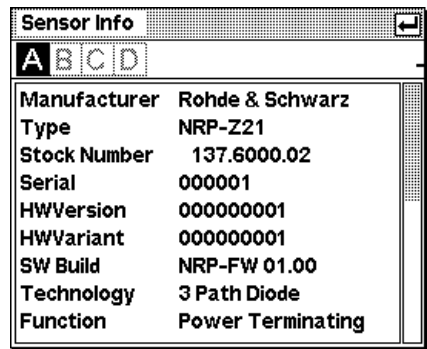 Sensor Info
A B C D
Manufacturer Rohde & Schwarz
Type NRP-Z21
Stock Number 137.6000.02
Serial 000001
HWVersion 000000001
HWVariant 000000001
SW Build NRP-FW 01.00
Technology 3 Path Diode
Function Power Terminating